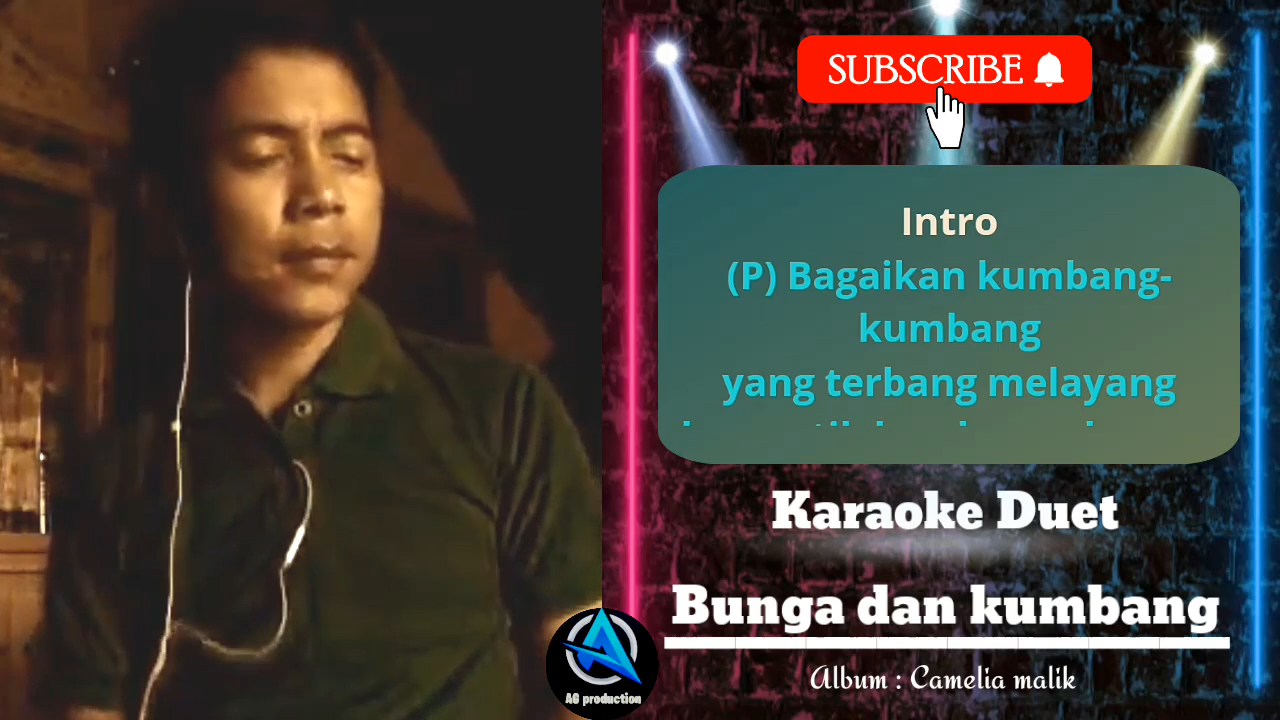 SUBSCRIBE
Intro
(P) Bagaikan kumbang-
kumbang
yang terbang melayang
Karaoke Duet
Bunga dan kumbang
Album : Camelia malik
AG production